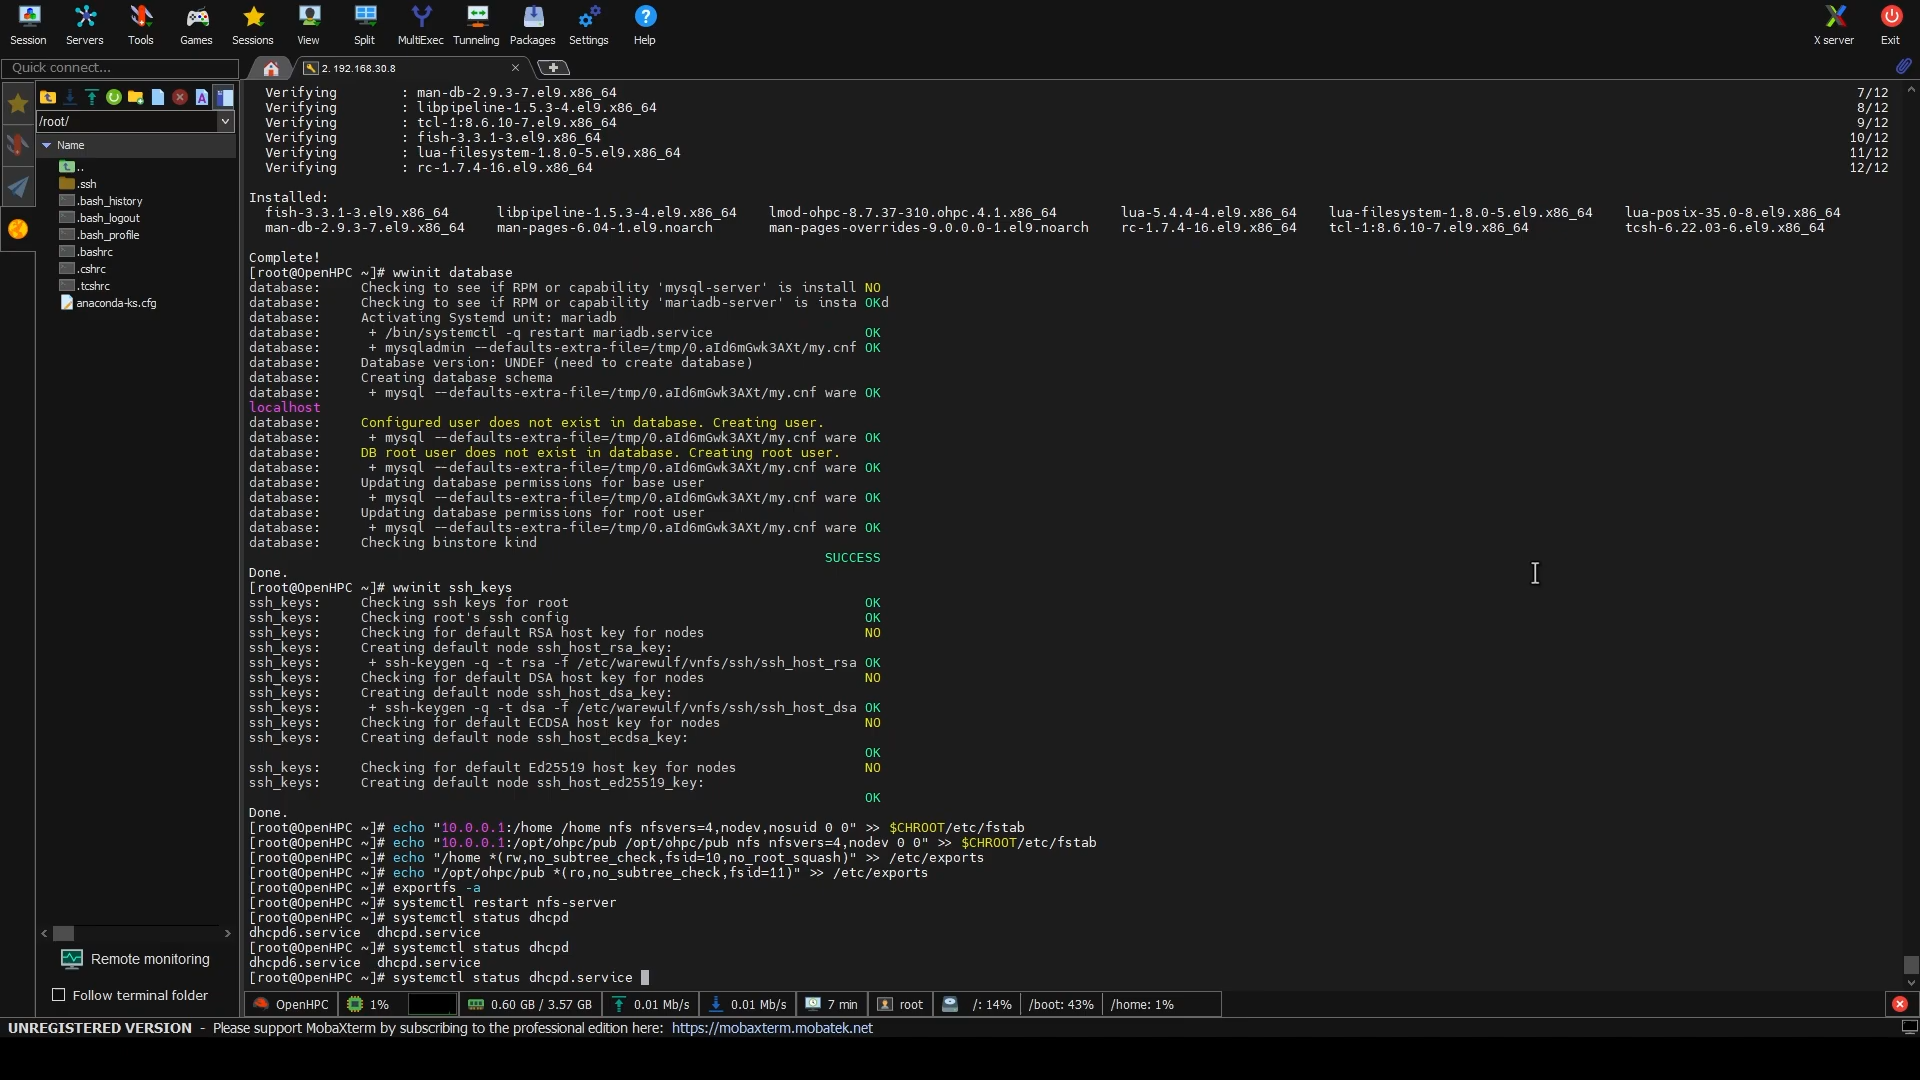 Session Servers Tools Games Sessions View Split MultiExec Tunneling Packages Settings Help X server Exit
Quick connect...
2. 192.168.30.8
/root/
Name
..
.ssh
.bash_history
.bash_logout
.bash_profile
.bashrc
.cshrc
.tcshrc
anaconda-ks.cfg
Verifying : man-db-2.9.3-7.el9.x86_64 7/12
Verifying : libpipeline-1.5.3-4.el9.x86_64 8/12
Verifying : tcl-1:8.6.10-7.el9.x86_64 9/12
Verifying : fish-3.3.1-3.el9.x86_64 10/12
Verifying : lua-filesystem-1.8.0-5.el9.x86_64 11/12
Verifying : rc-1.7.4-16.el9.x86_64 12/12
Installed:
fish-3.3.1-3.el9.x86_64 libpipeline-1.5.3-4.el9.x86_64 lmod-ohpc-8.7.37-310.ohpc.4.1.x86_64 lua-5.4.4-4.el9.x86_64 lua-filesystem-1.8.0-5.el9.x86_64 lua-posix-35.0-8.el9.x86_64
man-db-2.9.3-7.el9.x86_64 man-pages-6.04-1.el9.noarch man-pages-overrides-9.0.0.0-1.el9.noarch rc-1.7.4-16.el9.x86_64 tcl-1:8.6.10-7.el9.x86_64 tcsh-6.22.03-6.el9.x86_64
Complete!
[root@OpenHPC ~]# wwinit database
database: Checking to see if RPM or capability 'mysql-server' is install NO
database: Checking to see if RPM or capability 'mariadb-server' is insta OKd
database: Activating Systemd unit: mariadb
database: + /bin/systemctl -q restart mariadb.service OK
database: + mysqladmin --defaults-extra-file=/tmp/0.aId6mGwk3AXt/my.cnf OK
database: Database version: UNDEF (need to create database)
database: Creating database schema
database: + mysql --defaults-extra-file=/tmp/0.aId6mGwk3AXt/my.cnf ware OK
localhost
database: Configured user does not exist in database. Creating user.
database: + mysql --defaults-extra-file=/tmp/0.aId6mGwk3AXt/my.cnf ware OK
database: DB root user does not exist in database. Creating root user.
database: + mysql --defaults-extra-file=/tmp/0.aId6mGwk3AXt/my.cnf ware OK
database: Updating database permissions for base user
database: + mysql --defaults-extra-file=/tmp/0.aId6mGwk3AXt/my.cnf ware OK
database: Updating database permissions for root user
database: + mysql --defaults-extra-file=/tmp/0.aId6mGwk3AXt/my.cnf ware OK
database: Checking binstore kind
SUCCESS
Done.
[root@OpenHPC ~]# wwinit ssh_keys
ssh_keys: Checking ssh keys for root OK
ssh_keys: Checking root's ssh config OK
ssh_keys: Checking for default RSA host key for nodes NO
ssh_keys: Creating default node ssh_host_rsa_key:
ssh_keys: + ssh-keygen -q -t rsa -f /etc/warewulf/vnfs/ssh/ssh_host_rsa OK
ssh_keys: Checking for default DSA host key for nodes NO
ssh_keys: Creating default node ssh_host_dsa_key:
ssh_keys: + ssh-keygen -q -t dsa -f /etc/warewulf/vnfs/ssh/ssh_host_dsa OK
ssh_keys: Checking for default ECDSA host key for nodes NO
ssh_keys: Creating default node ssh_host_ecdsa_key:
OK
ssh_keys: Checking for default Ed25519 host key for nodes NO
ssh_keys: Creating default node ssh_host_ed25519_key:
OK
Done.
[root@OpenHPC ~]# echo "10.0.0.1:/home /home nfs nfsvers=4,nodev,nosuid 0 0" >> $CHROOT/etc/fstab
[root@OpenHPC ~]# echo "10.0.0.1:/opt/ohpc/pub /opt/ohpc/pub nfs nfsvers=4,nodev 0 0" >> $CHROOT/etc/fstab
[root@OpenHPC ~]# echo "/home *(rw,no_subtree_check,fsid=10,no_root_squash)" >> /etc/exports
[root@OpenHPC ~]# echo "/opt/ohpc/pub *(ro,no_subtree_check,fsid=11)" >> /etc/exports
[root@OpenHPC ~]# exportfs -a
[root@OpenHPC ~]# systemctl restart nfs-server
[root@OpenHPC ~]# systemctl status dhcpd
dhcpd6.service dhcpd.service
[root@OpenHPC ~]# systemctl status dhcpd
dhcpd6.service dhcpd.service
[root@OpenHPC ~]# systemctl status dhcpd.service
Remote monitoring
Follow terminal folder
OpenHPC 1% 0.60 GB / 3.57 GB 0.01 Mb/s 0.01 Mb/s 7 min root /: 14% /boot: 43% /home: 1%
UNREGISTERED VERSION - Please support MobaXterm by subscribing to the professional edition here: https://mobaxterm.mobatek.net